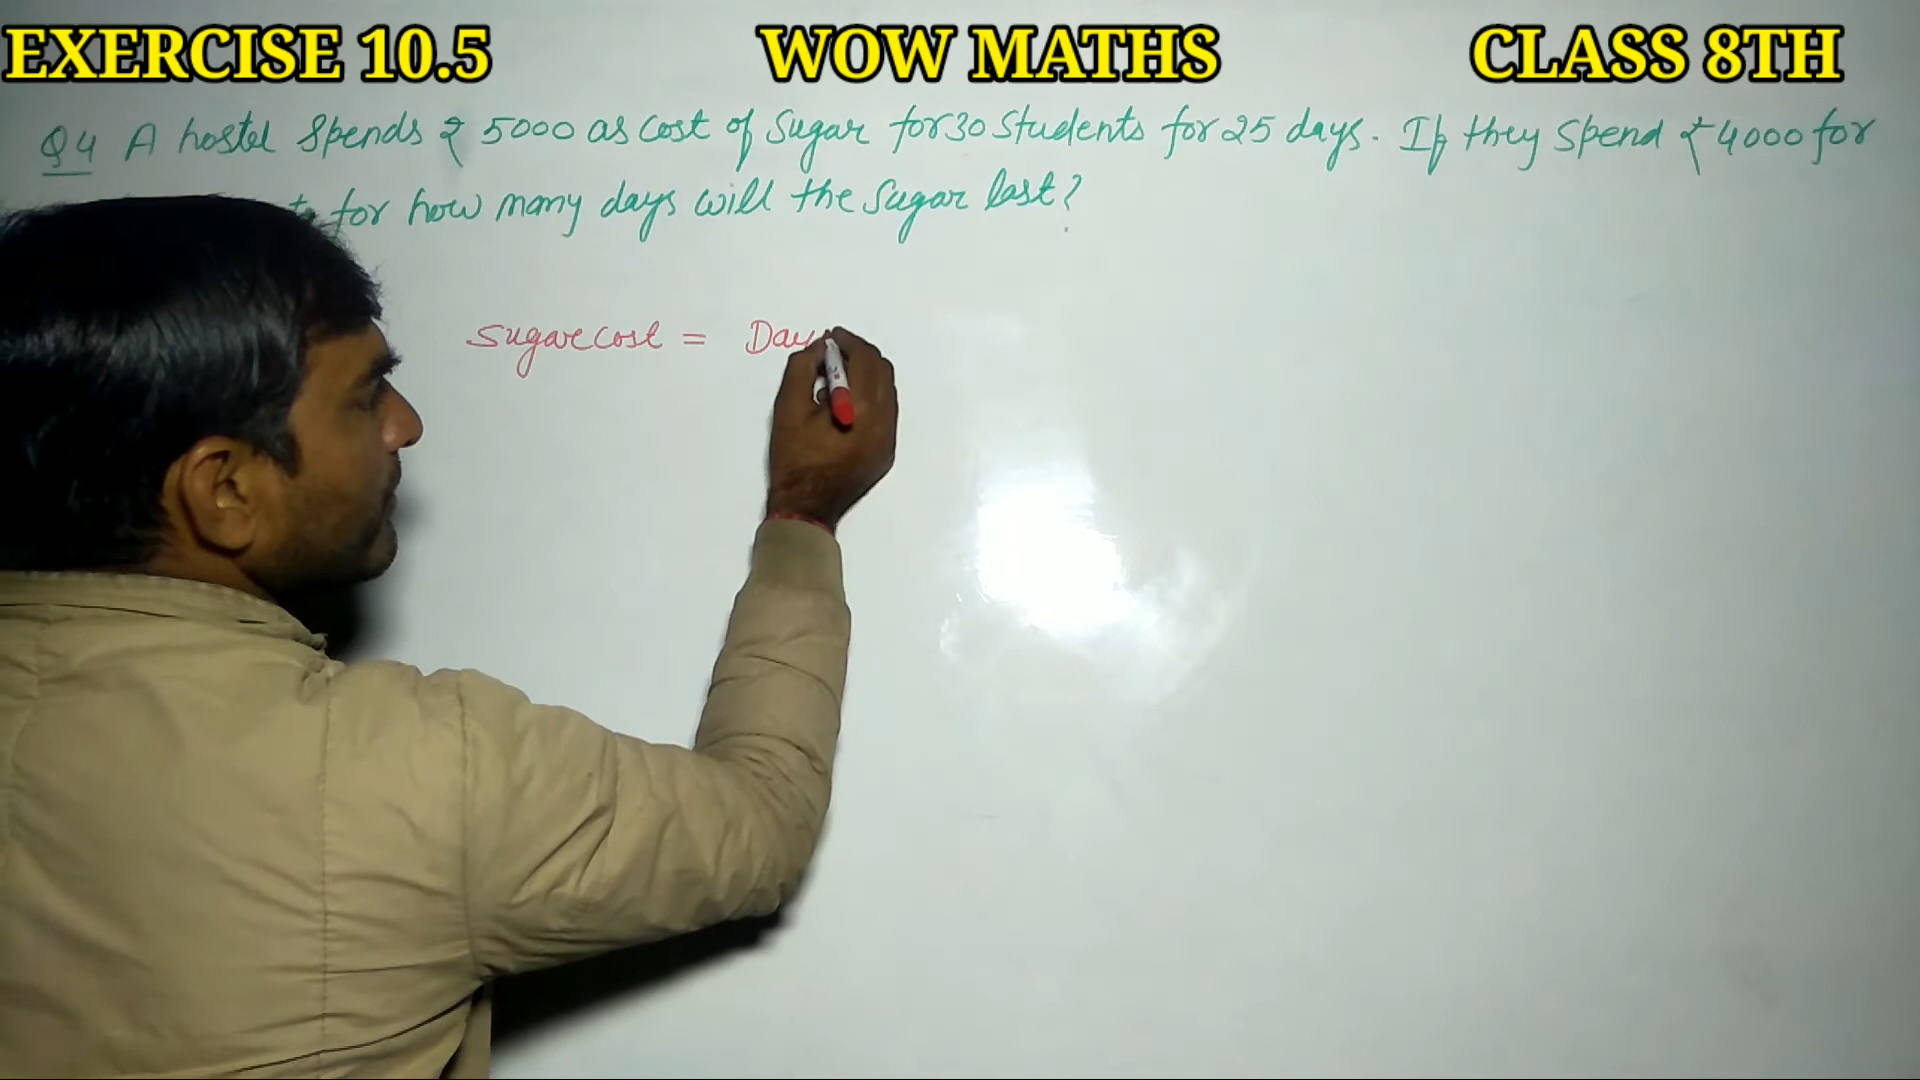 EXERCISE 10.5 WOW MATHS CLASS 8TH
Q4 A hostel spends ₹ 5000 as cost of Sugar for 30 Students for 25 days. If they Spend ₹ 4000 for
for how many days will the Sugar last?
Sugar cost = Day